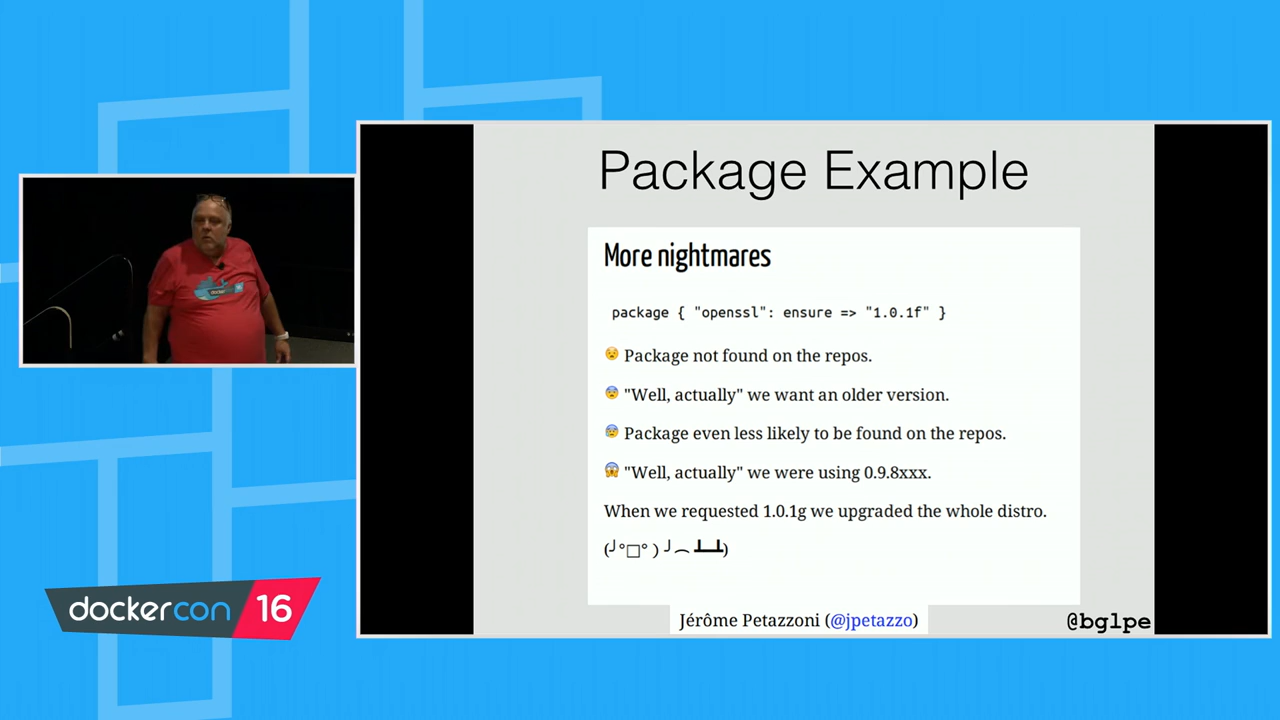 Package Example
More nightmares
package { "openssl": ensure => "1.0.1f" }
😟 Package not found on the repos.
😨 "Well, actually" we want an older version.
😰 Package even less likely to be found on the repos.
😱 "Well, actually" we were using 0.9.8xxx.
When we requested 1.0.1g we upgraded the whole distro.
(╯°□°）╯︵ ┻━┻)
Jérôme Petazzoni (@jpetazzo)
@bglpe
docker
dockercon 16